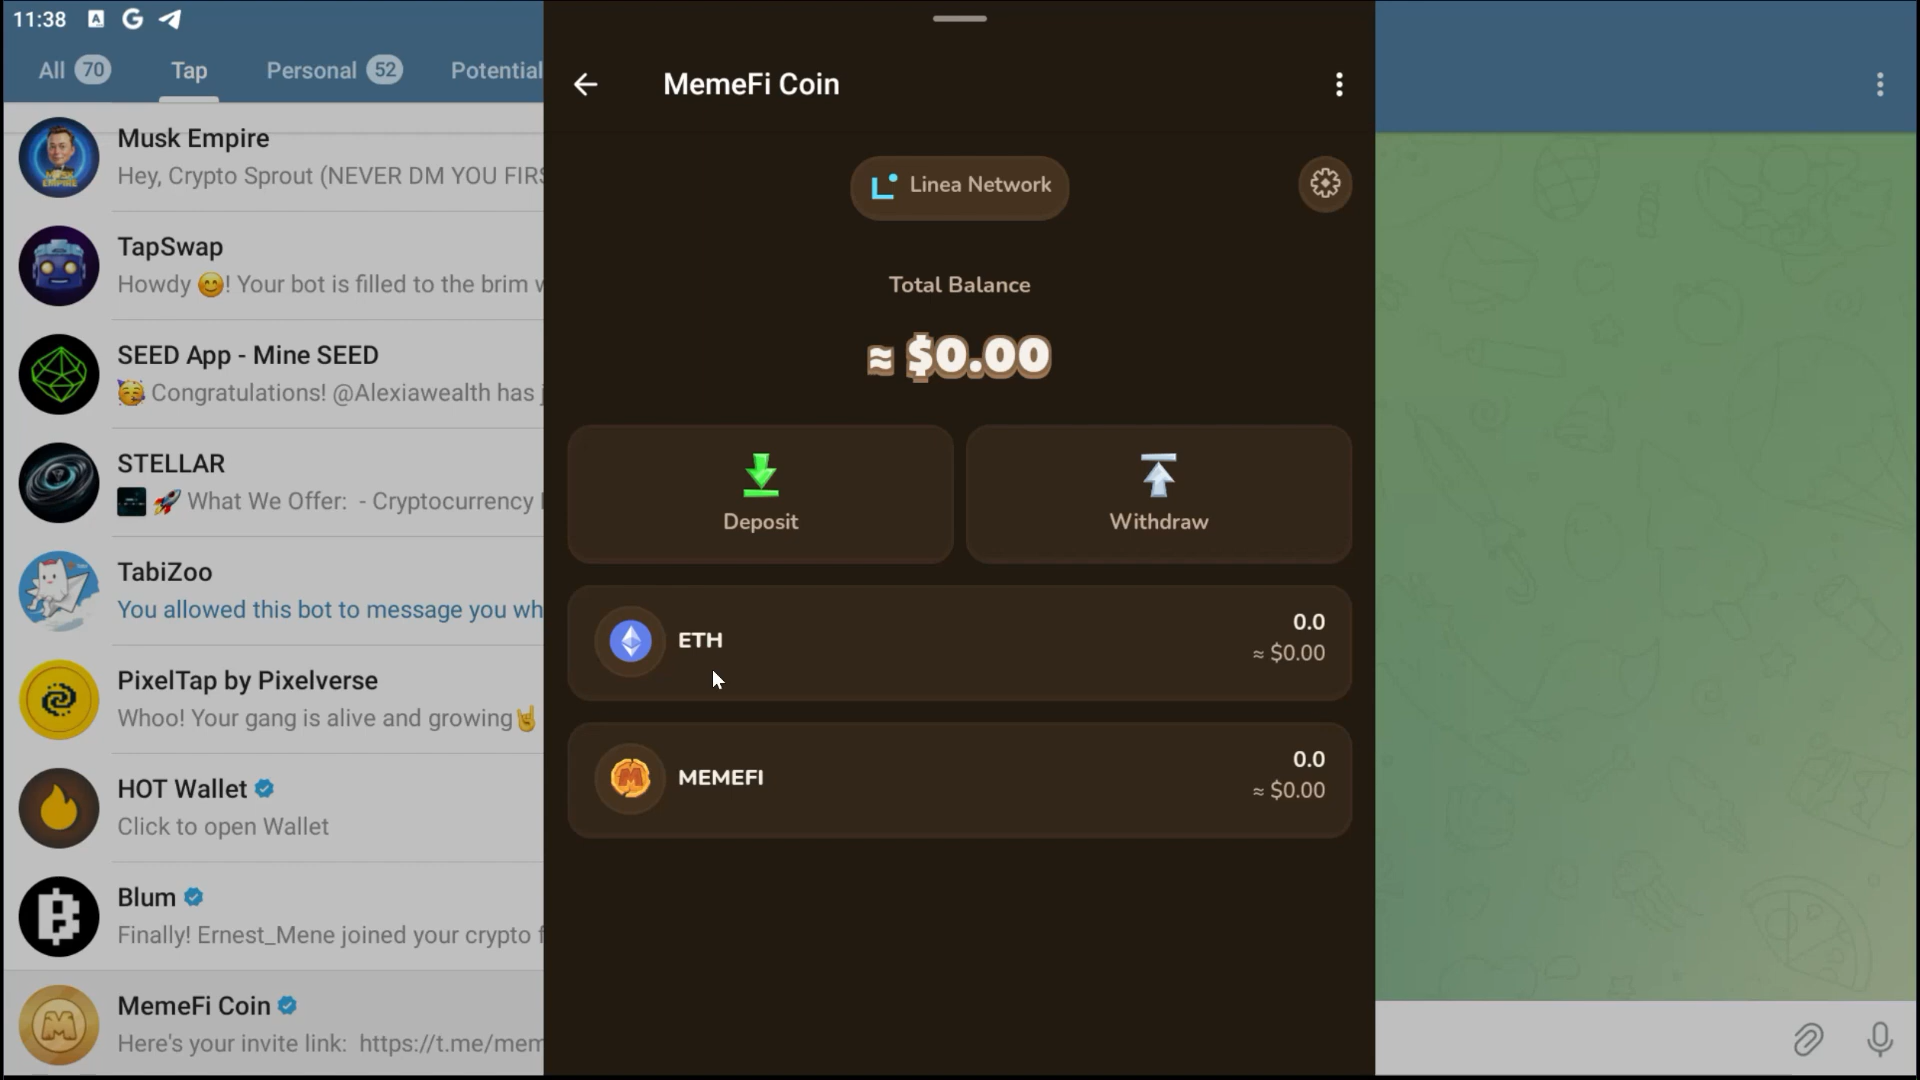 11:38
All 70
Tap
Personal 52
Potential
Musk Empire
Hey, Crypto Sprout (NEVER DM YOU FIRS
TapSwap
Howdy 😊! Your bot is filled to the brim w
SEED App - Mine SEED
🥳 Congratulations! @Alexiawealth has j
STELLAR
🚀 What We Offer: - Cryptocurrency
TabiZoo
You allowed this bot to message you wh
PixelTap by Pixelverse
Whoo! Your gang is alive and growing🤘
HOT Wallet
Click to open Wallet
Blum
Finally! Ernest_Mene joined your crypto f
MemeFi Coin
Here's your invite link: https://t.me/mem
MemeFi Coin
Linea Network
Total Balance
≈ $0.00
Deposit
Withdraw
ETH
0.0
≈ $0.00
MEMEFI
0.0
≈ $0.00